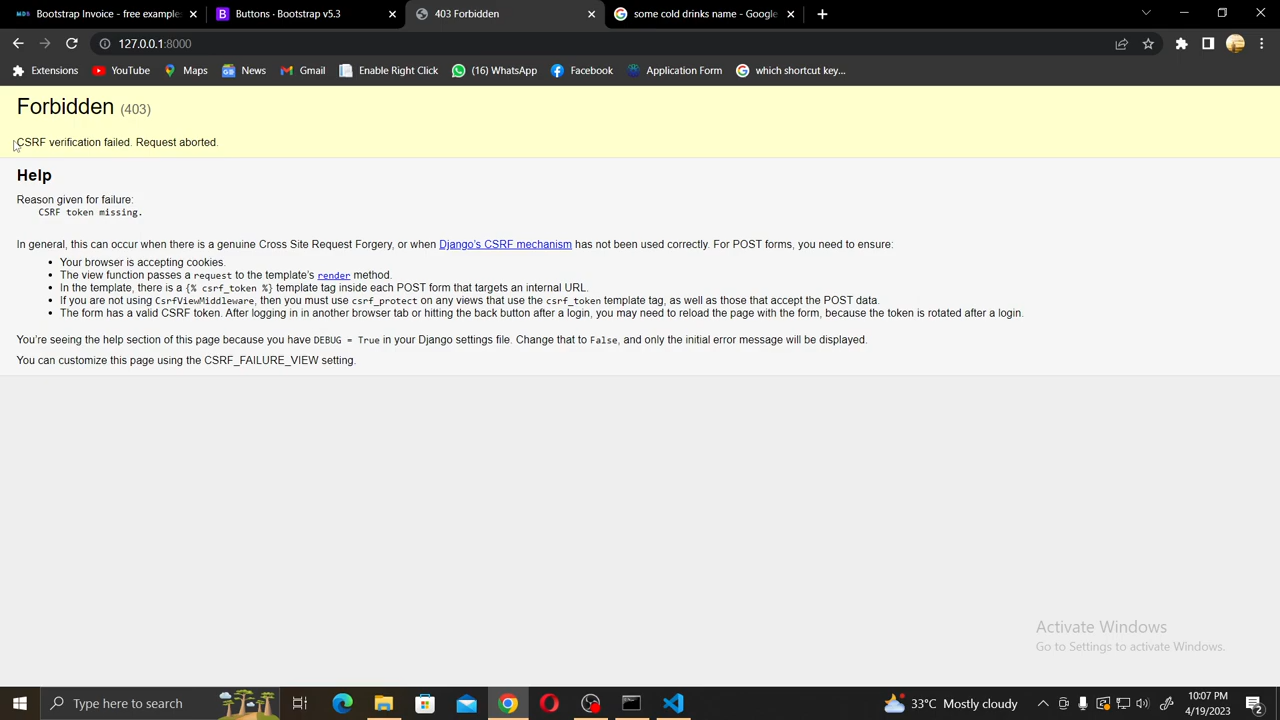 Bootstrap Invoice - free examples
Buttons · Bootstrap v5.3
403 Forbidden
some cold drinks name - Google
127.0.0.1:8000
Extensions
YouTube
Maps
News
Gmail
Enable Right Click
(16) WhatsApp
Facebook
Application Form
which shortcut key...
Forbidden (403)
CSRF verification failed. Request aborted.
Help
Reason given for failure:
CSRF token missing.
In general, this can occur when there is a genuine Cross Site Request Forgery, or when Django's CSRF mechanism has not been used correctly. For POST forms, you need to ensure:
• Your browser is accepting cookies.
• The view function passes a request to the template's render method.
• In the template, there is a {% csrf_token %} template tag inside each POST form that targets an internal URL.
• If you are not using CsrfViewMiddleware, then you must use csrf_protect on any views that use the csrf_token template tag, as well as those that accept the POST data.
• The form has a valid CSRF token. After logging in in another browser tab or hitting the back button after a login, you may need to reload the page with the form, because the token is rotated after a login.
You're seeing the help section of this page because you have DEBUG = True in your Django settings file. Change that to False, and only the initial error message will be displayed.
You can customize this page using the CSRF_FAILURE_VIEW setting.
Activate Windows
Go to Settings to activate Windows.
Type here to search
33°C Mostly cloudy
10:07 PM
4/19/2023
2